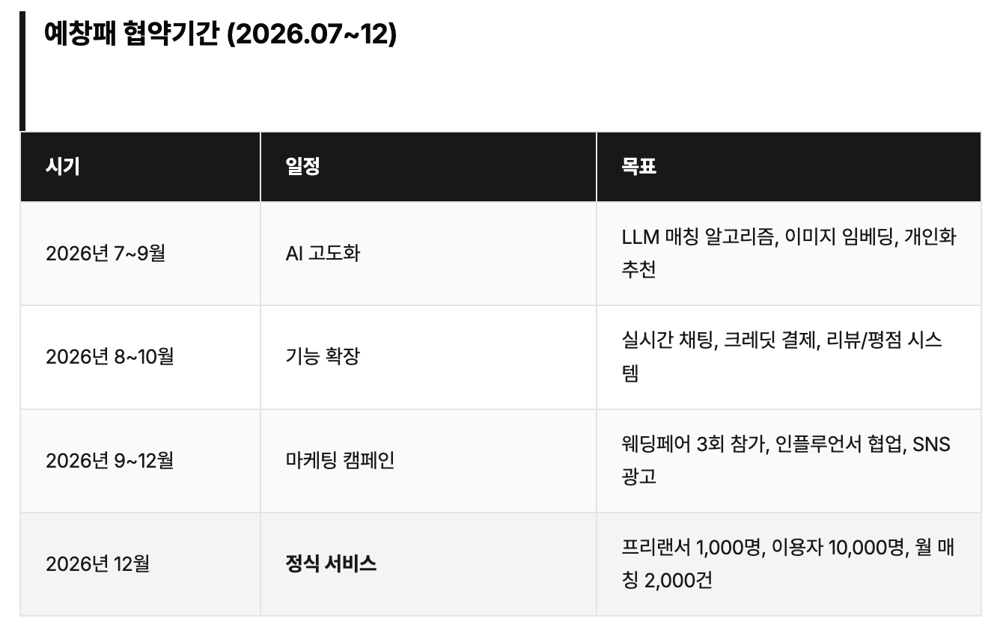 예창패 협약기간 (2026.07~12)
시기 일정 목표
2026년 7~9월 AI 고도화 LLM 매칭 알고리즘, 이미지 임베딩, 개인화
추천
2026년 8~10월 기능 확장 실시간 채팅, 크레딧 결제, 리뷰/평점 시스
템
2026년 9~12월 마케팅 캠페인 웨딩페어 3회 참가, 인플루언서 협업, SNS
광고
2026년 12월 정식 서비스 프리랜서 1,000명, 이용자 10,000명, 월 매
칭 2,000건